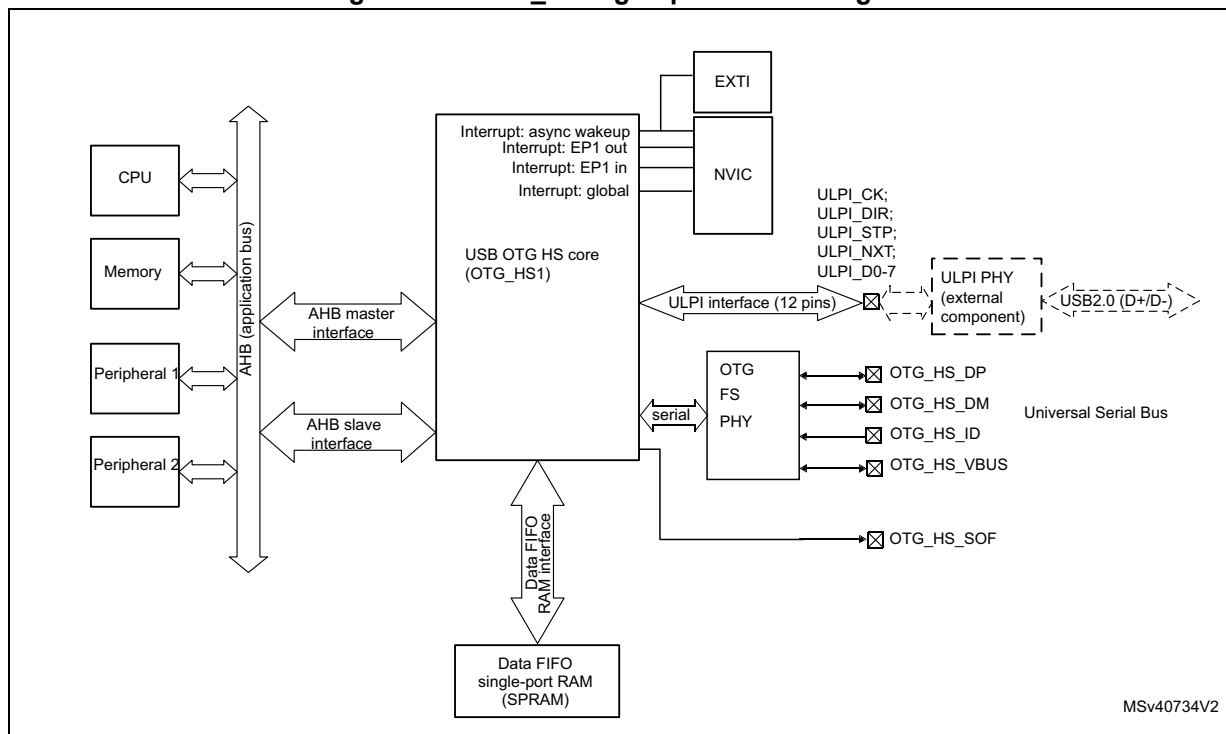 EXTI
Interrupt: async wakeup
Interrupt: EP1 out
Interrupt: EP1 in
Interrupt: global
NVIC
CPU
Memory
Peripheral 1
Peripheral 2
AHB (application bus)
AHB master
interface
AHB slave
interface
USB OTG HS core
(OTG_HS1)
ULPI_CK;
ULPI_DIR;
ULPI_STP;
ULPI_NXT;
ULPI_D0-7
ULPI interface (12 pins)
ULPI PHY
(external
component)
USB2.0 (D+/D-)
serial
OTG
FS
PHY
OTG_HS_DP
OTG_HS_DM
OTG_HS_ID
OTG_HS_VBUS
Universal Serial Bus
OTG_HS_SOF
Data FIFO
RAM interface
Data FIFO
single-port RAM
(SPRAM)
MSv40734V2